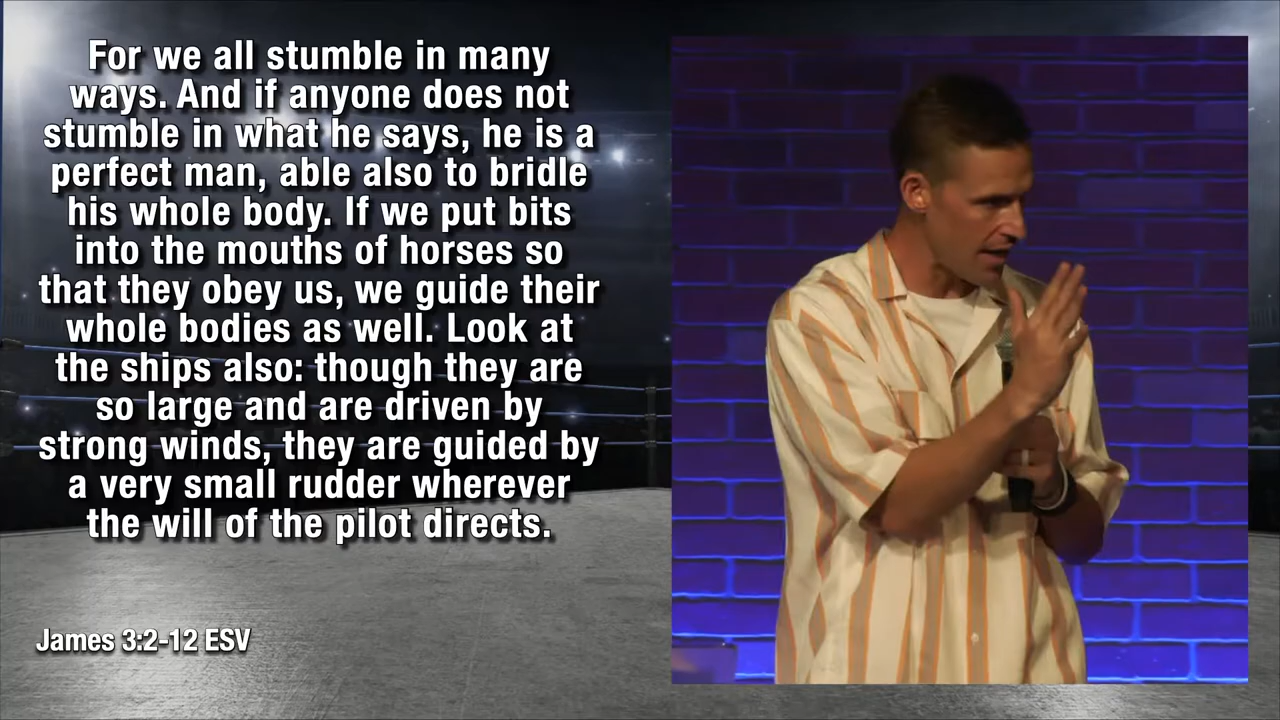 For we all stumble in many
ways. And if anyone does not
stumble in what he says, he is a
perfect man, able also to bridle
his whole body. If we put bits
into the mouths of horses so
that they obey us, we guide their
whole bodies as well. Look at
the ships also: though they are
so large and are driven by
strong winds, they are guided by
a very small rudder wherever
the will of the pilot directs.
James 3:2-12 ESV